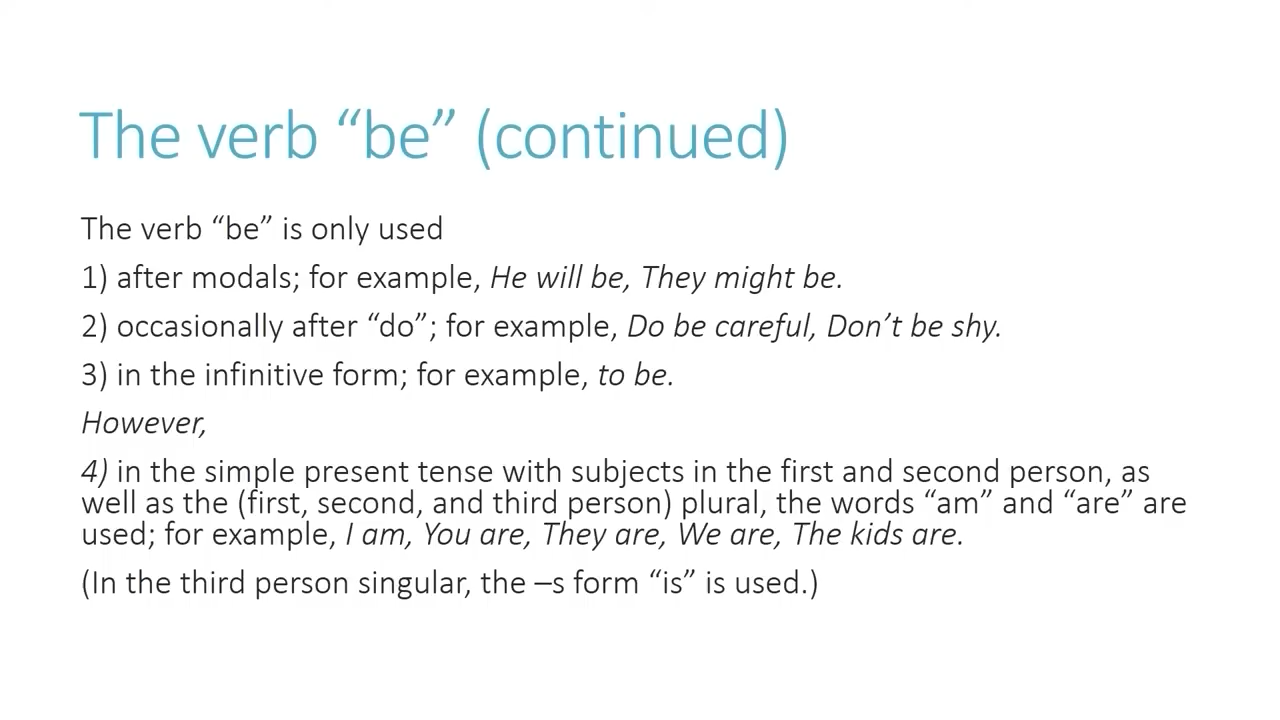 The verb “be” (continued)
The verb “be” is only used
1) after modals; for example, He will be, They might be.
2) occasionally after “do”; for example, Do be careful, Don’t be shy.
3) in the infinitive form; for example, to be.
However,
4) in the simple present tense with subjects in the first and second person, as
well as the (first, second, and third person) plural, the words “am” and “are” are
used; for example, I am, You are, They are, We are, The kids are.
(In the third person singular, the –s form “is” is used.)